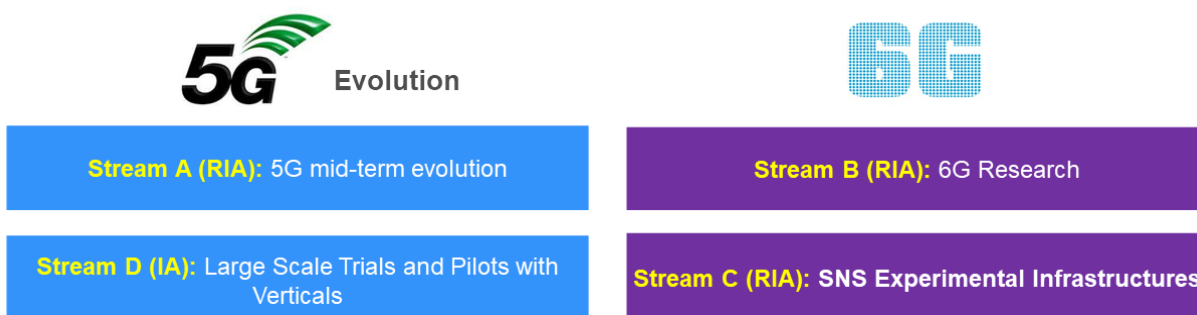 5G
Evolution
6G
Stream A (RIA): 5G mid-term evolution
Stream B (RIA): 6G Research
Stream D (IA): Large Scale Trials and Pilots with
Verticals
Stream C (RIA): SNS Experimental Infrastructures